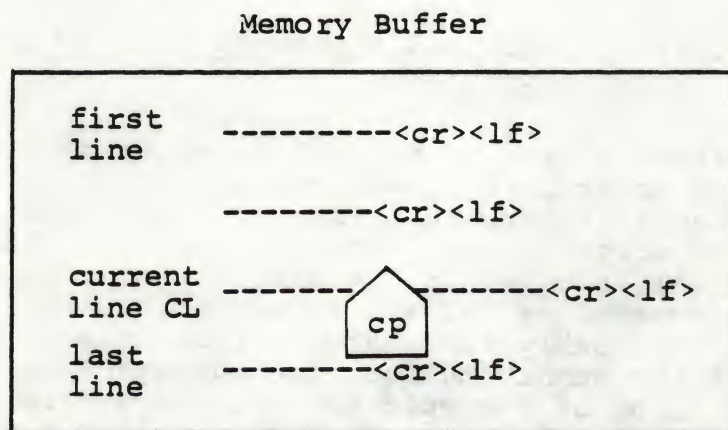 Memory Buffer
first
line ---------<cr><lf>
--------<cr><lf>
current
line CL ------- -------<cr><lf>
cp
last
line --------<cr><lf>